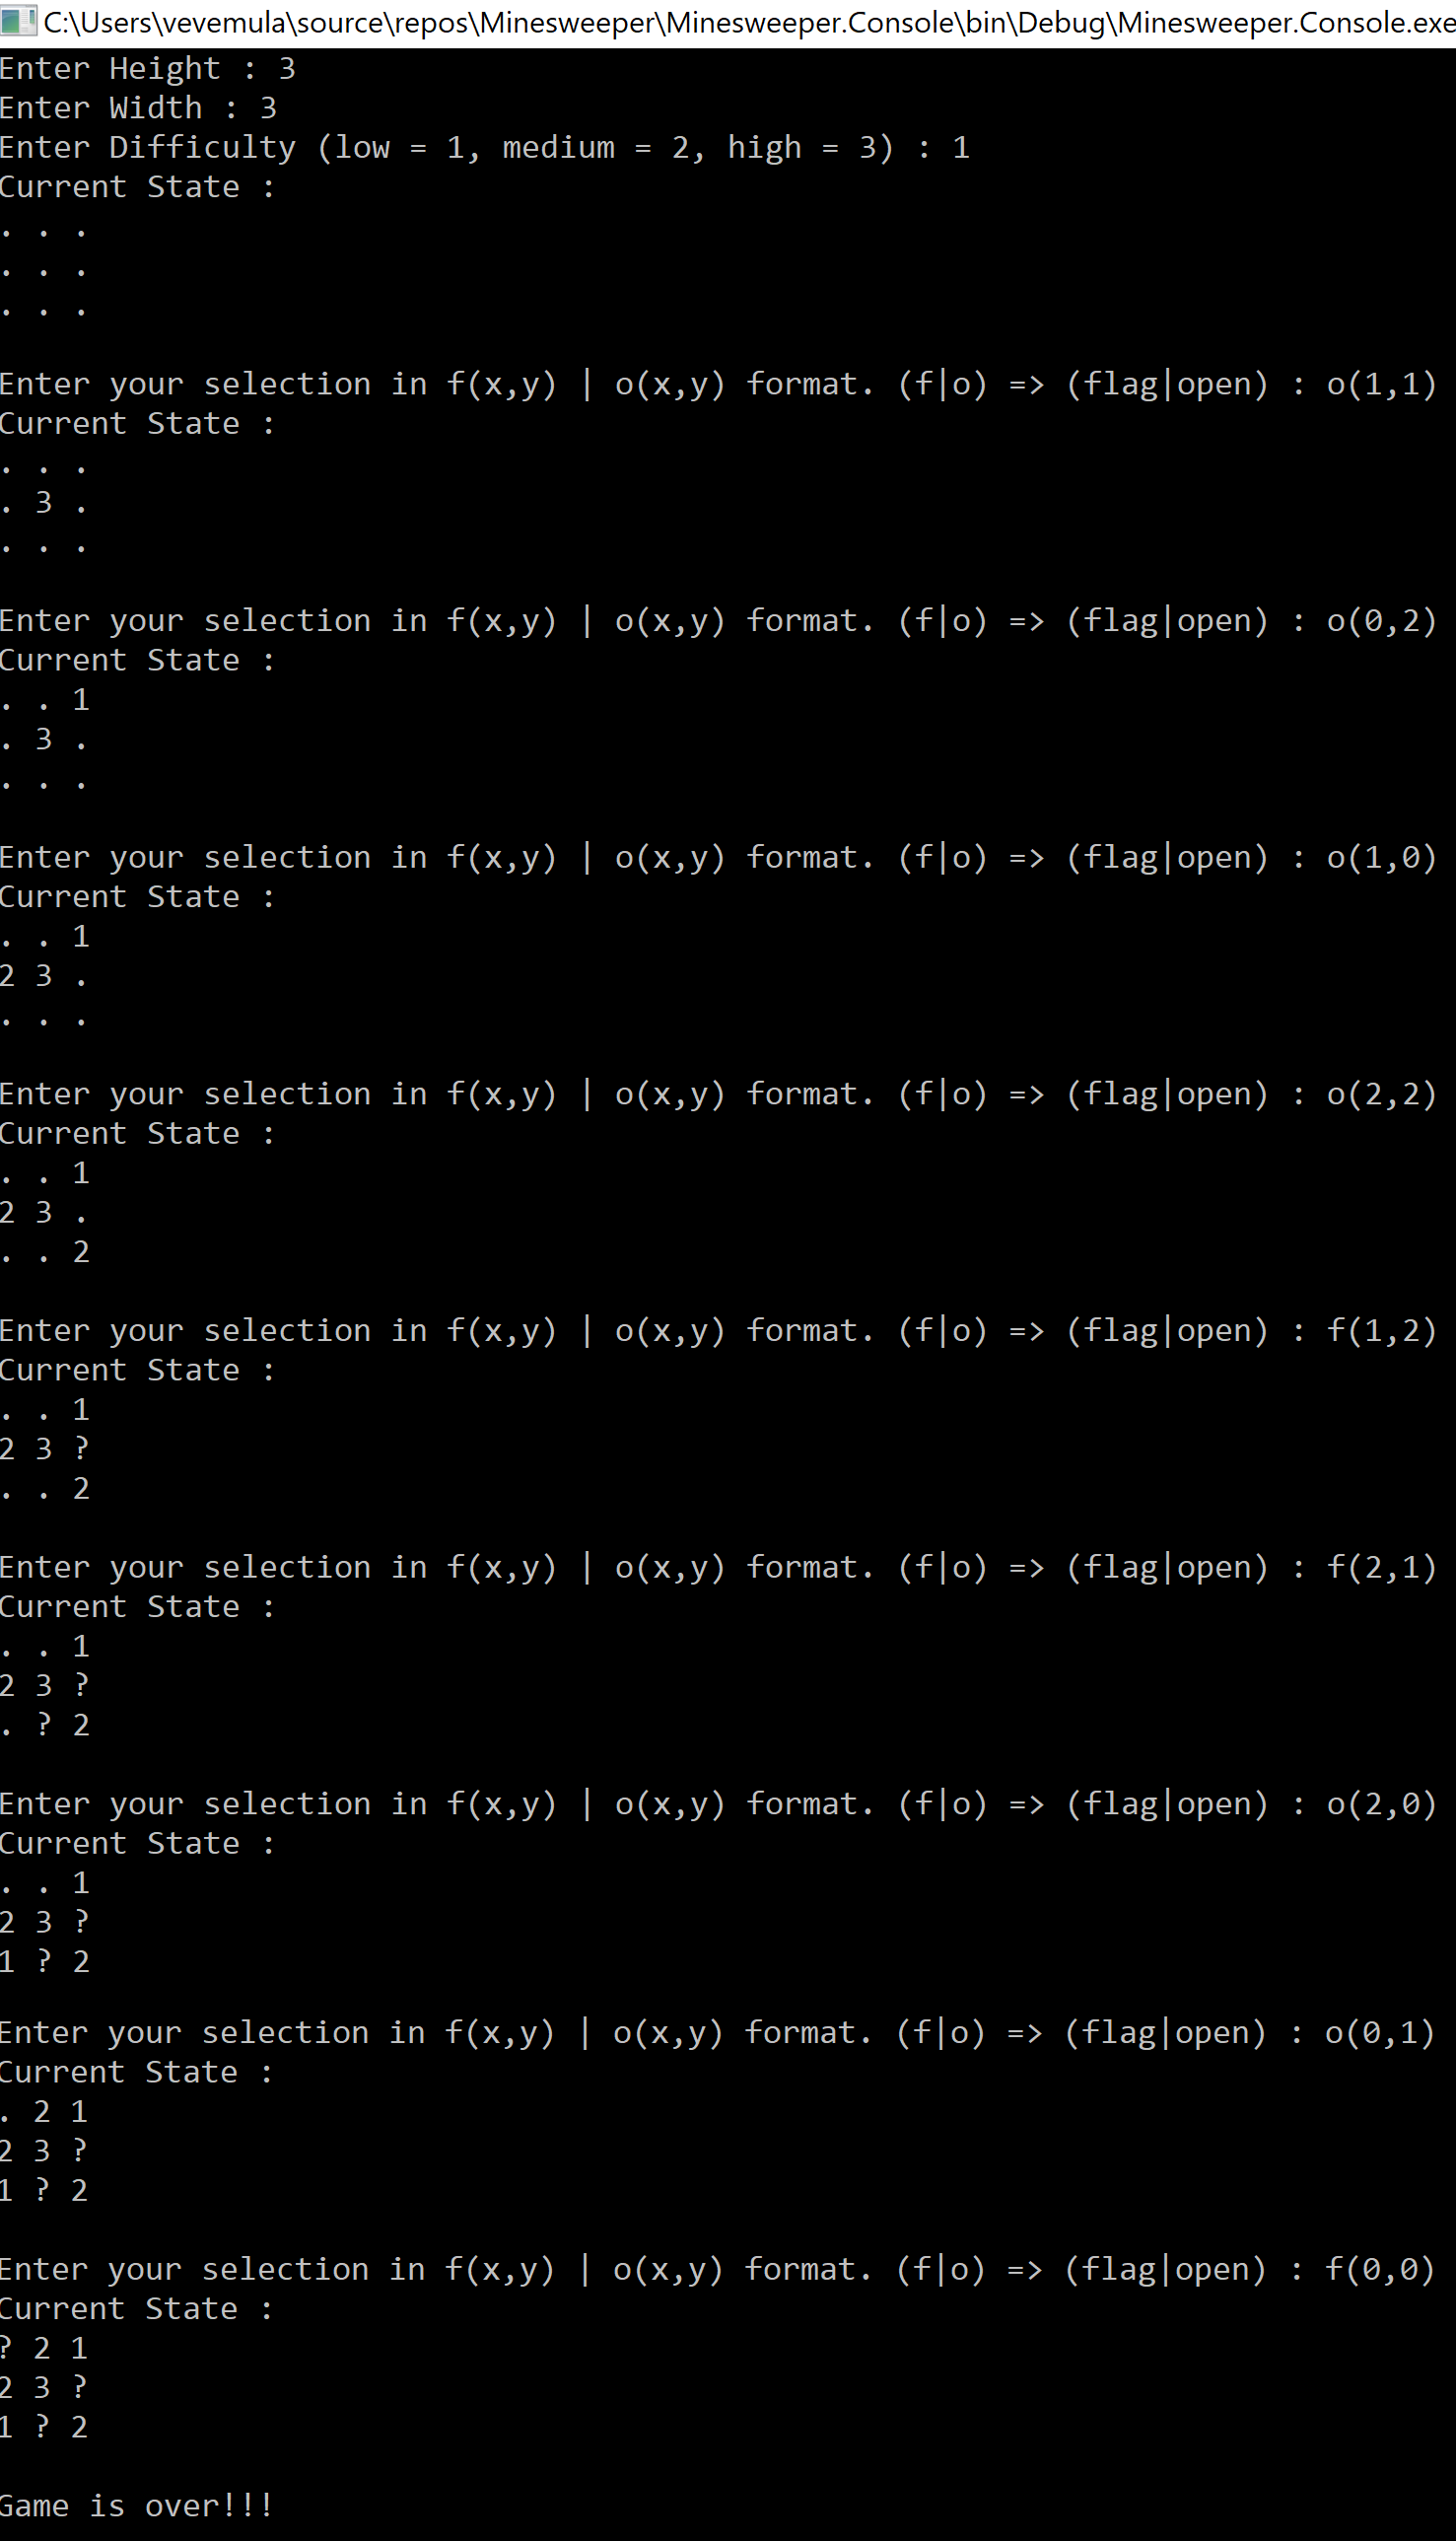 C:\Users\vevemula\source\repos\Minesweeper\Minesweeper.Console\bin\Debug\Minesweeper.Console.exe
Enter Height : 3
Enter Width : 3
Enter Difficulty (low = 1, medium = 2, high = 3) : 1
Current State :
. . .
. . .
. . .
Enter your selection in f(x,y) | o(x,y) format. (f|o) => (flag|open) : o(1,1)
Current State :
. . .
. 3 .
. . .
Enter your selection in f(x,y) | o(x,y) format. (f|o) => (flag|open) : o(0,2)
Current State :
. . 1
. 3 .
. . .
Enter your selection in f(x,y) | o(x,y) format. (f|o) => (flag|open) : o(1,0)
Current State :
. . 1
2 3 .
. . .
Enter your selection in f(x,y) | o(x,y) format. (f|o) => (flag|open) : o(2,2)
Current State :
. . 1
2 3 .
. . 2
Enter your selection in f(x,y) | o(x,y) format. (f|o) => (flag|open) : f(1,2)
Current State :
. . 1
2 3 ?
. . 2
Enter your selection in f(x,y) | o(x,y) format. (f|o) => (flag|open) : f(2,1)
Current State :
. . 1
2 3 ?
. ? 2
Enter your selection in f(x,y) | o(x,y) format. (f|o) => (flag|open) : o(2,0)
Current State :
. . 1
2 3 ?
1 ? 2
Enter your selection in f(x,y) | o(x,y) format. (f|o) => (flag|open) : o(0,1)
Current State :
. 2 1
2 3 ?
1 ? 2
Enter your selection in f(x,y) | o(x,y) format. (f|o) => (flag|open) : f(0,0)
Current State :
? 2 1
2 3 ?
1 ? 2
Game is over!!!